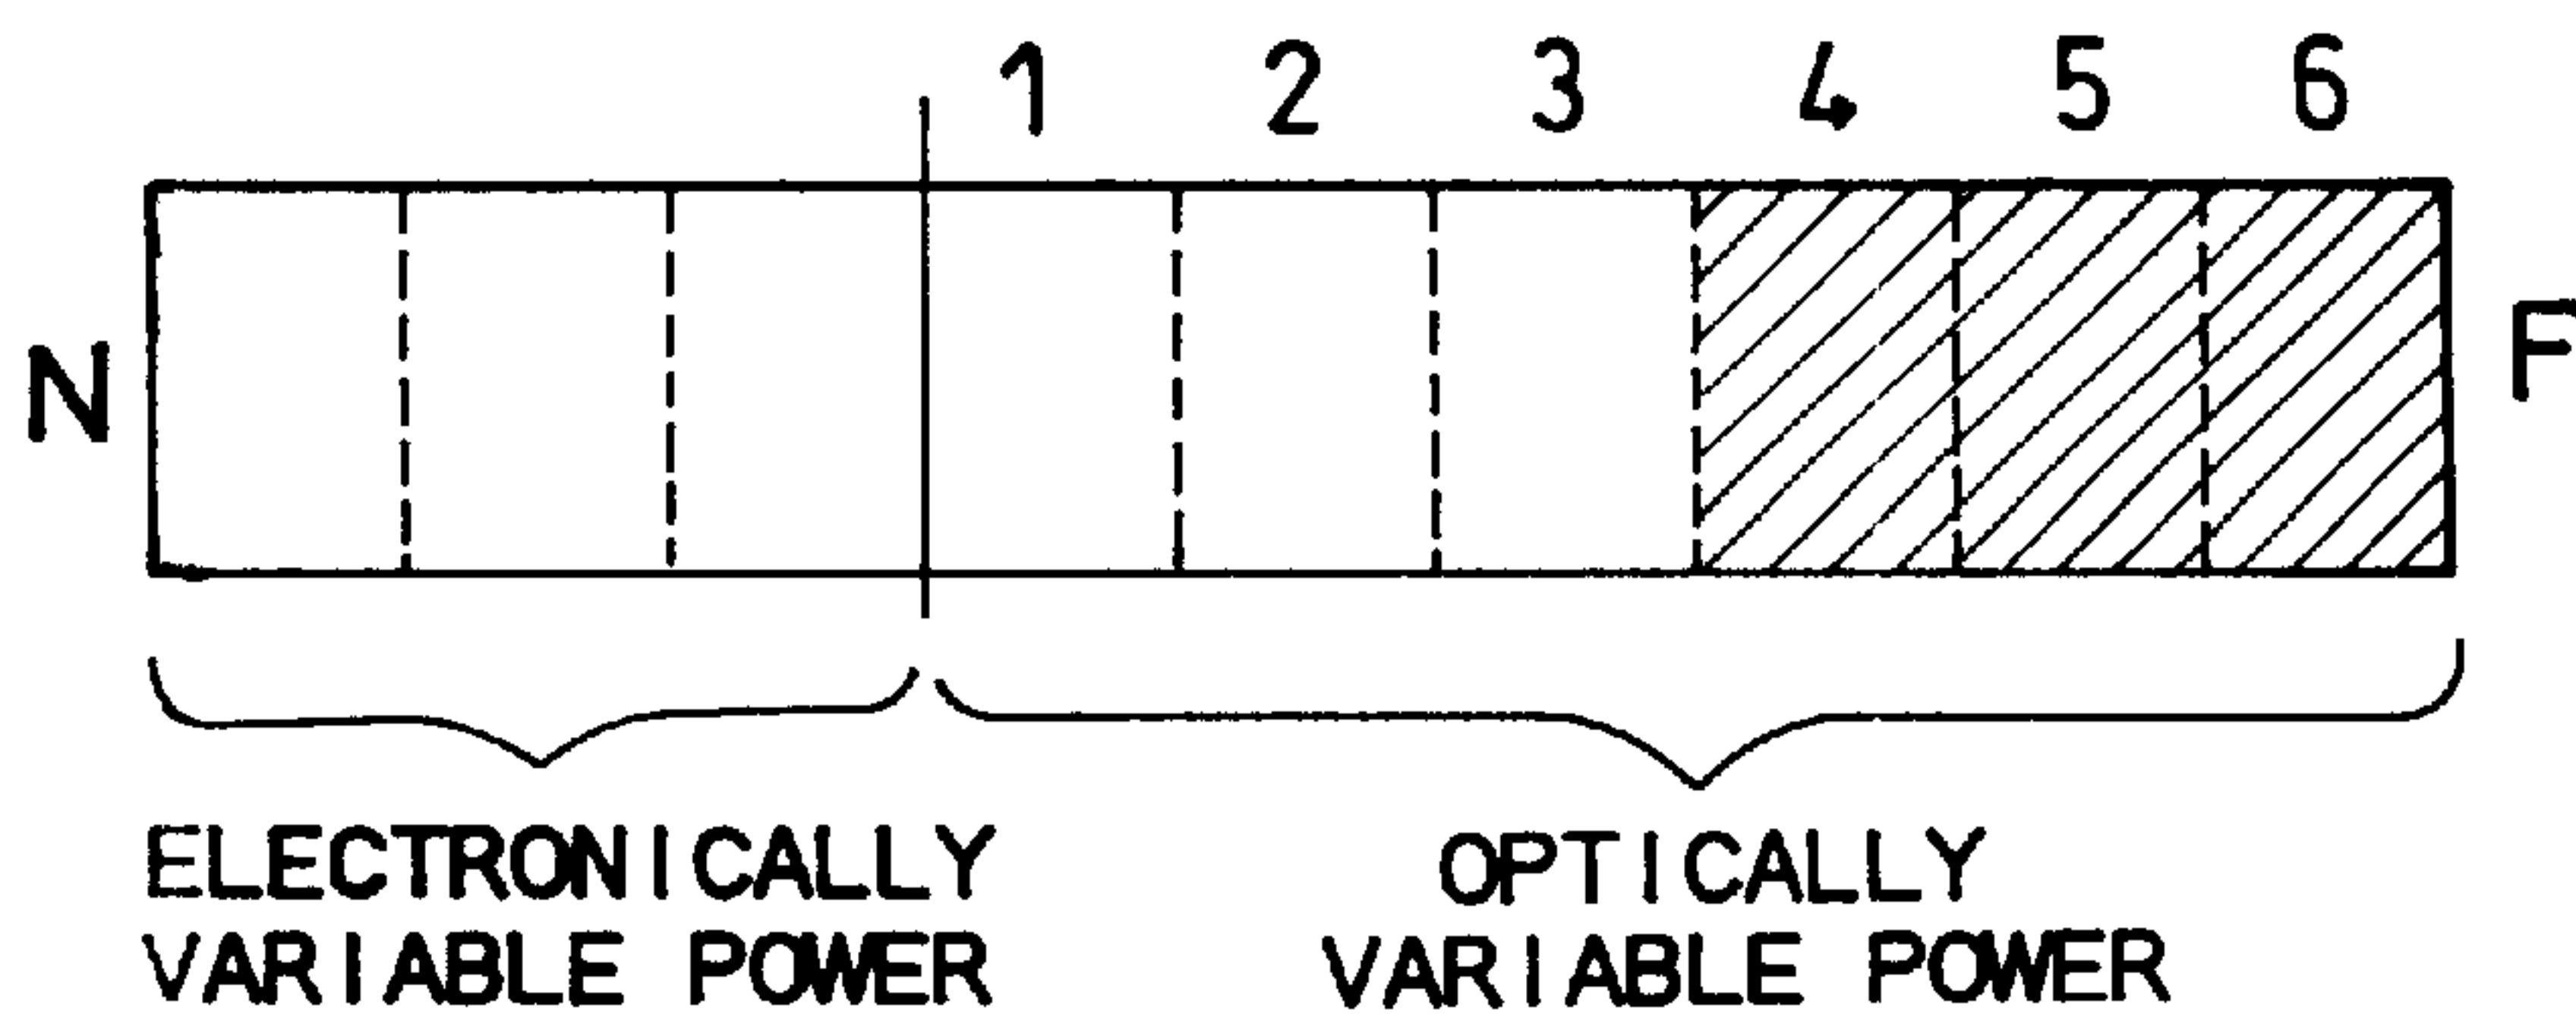 1 2 3 4 5 6
N F
ELECTRONICALLY
VARIABLE POWER
OPTICALLY
VARIABLE POWER